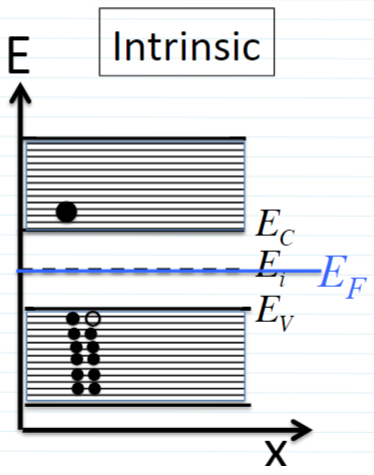 Intrinsic
E
E_C
E_i
E_F
E_V
x